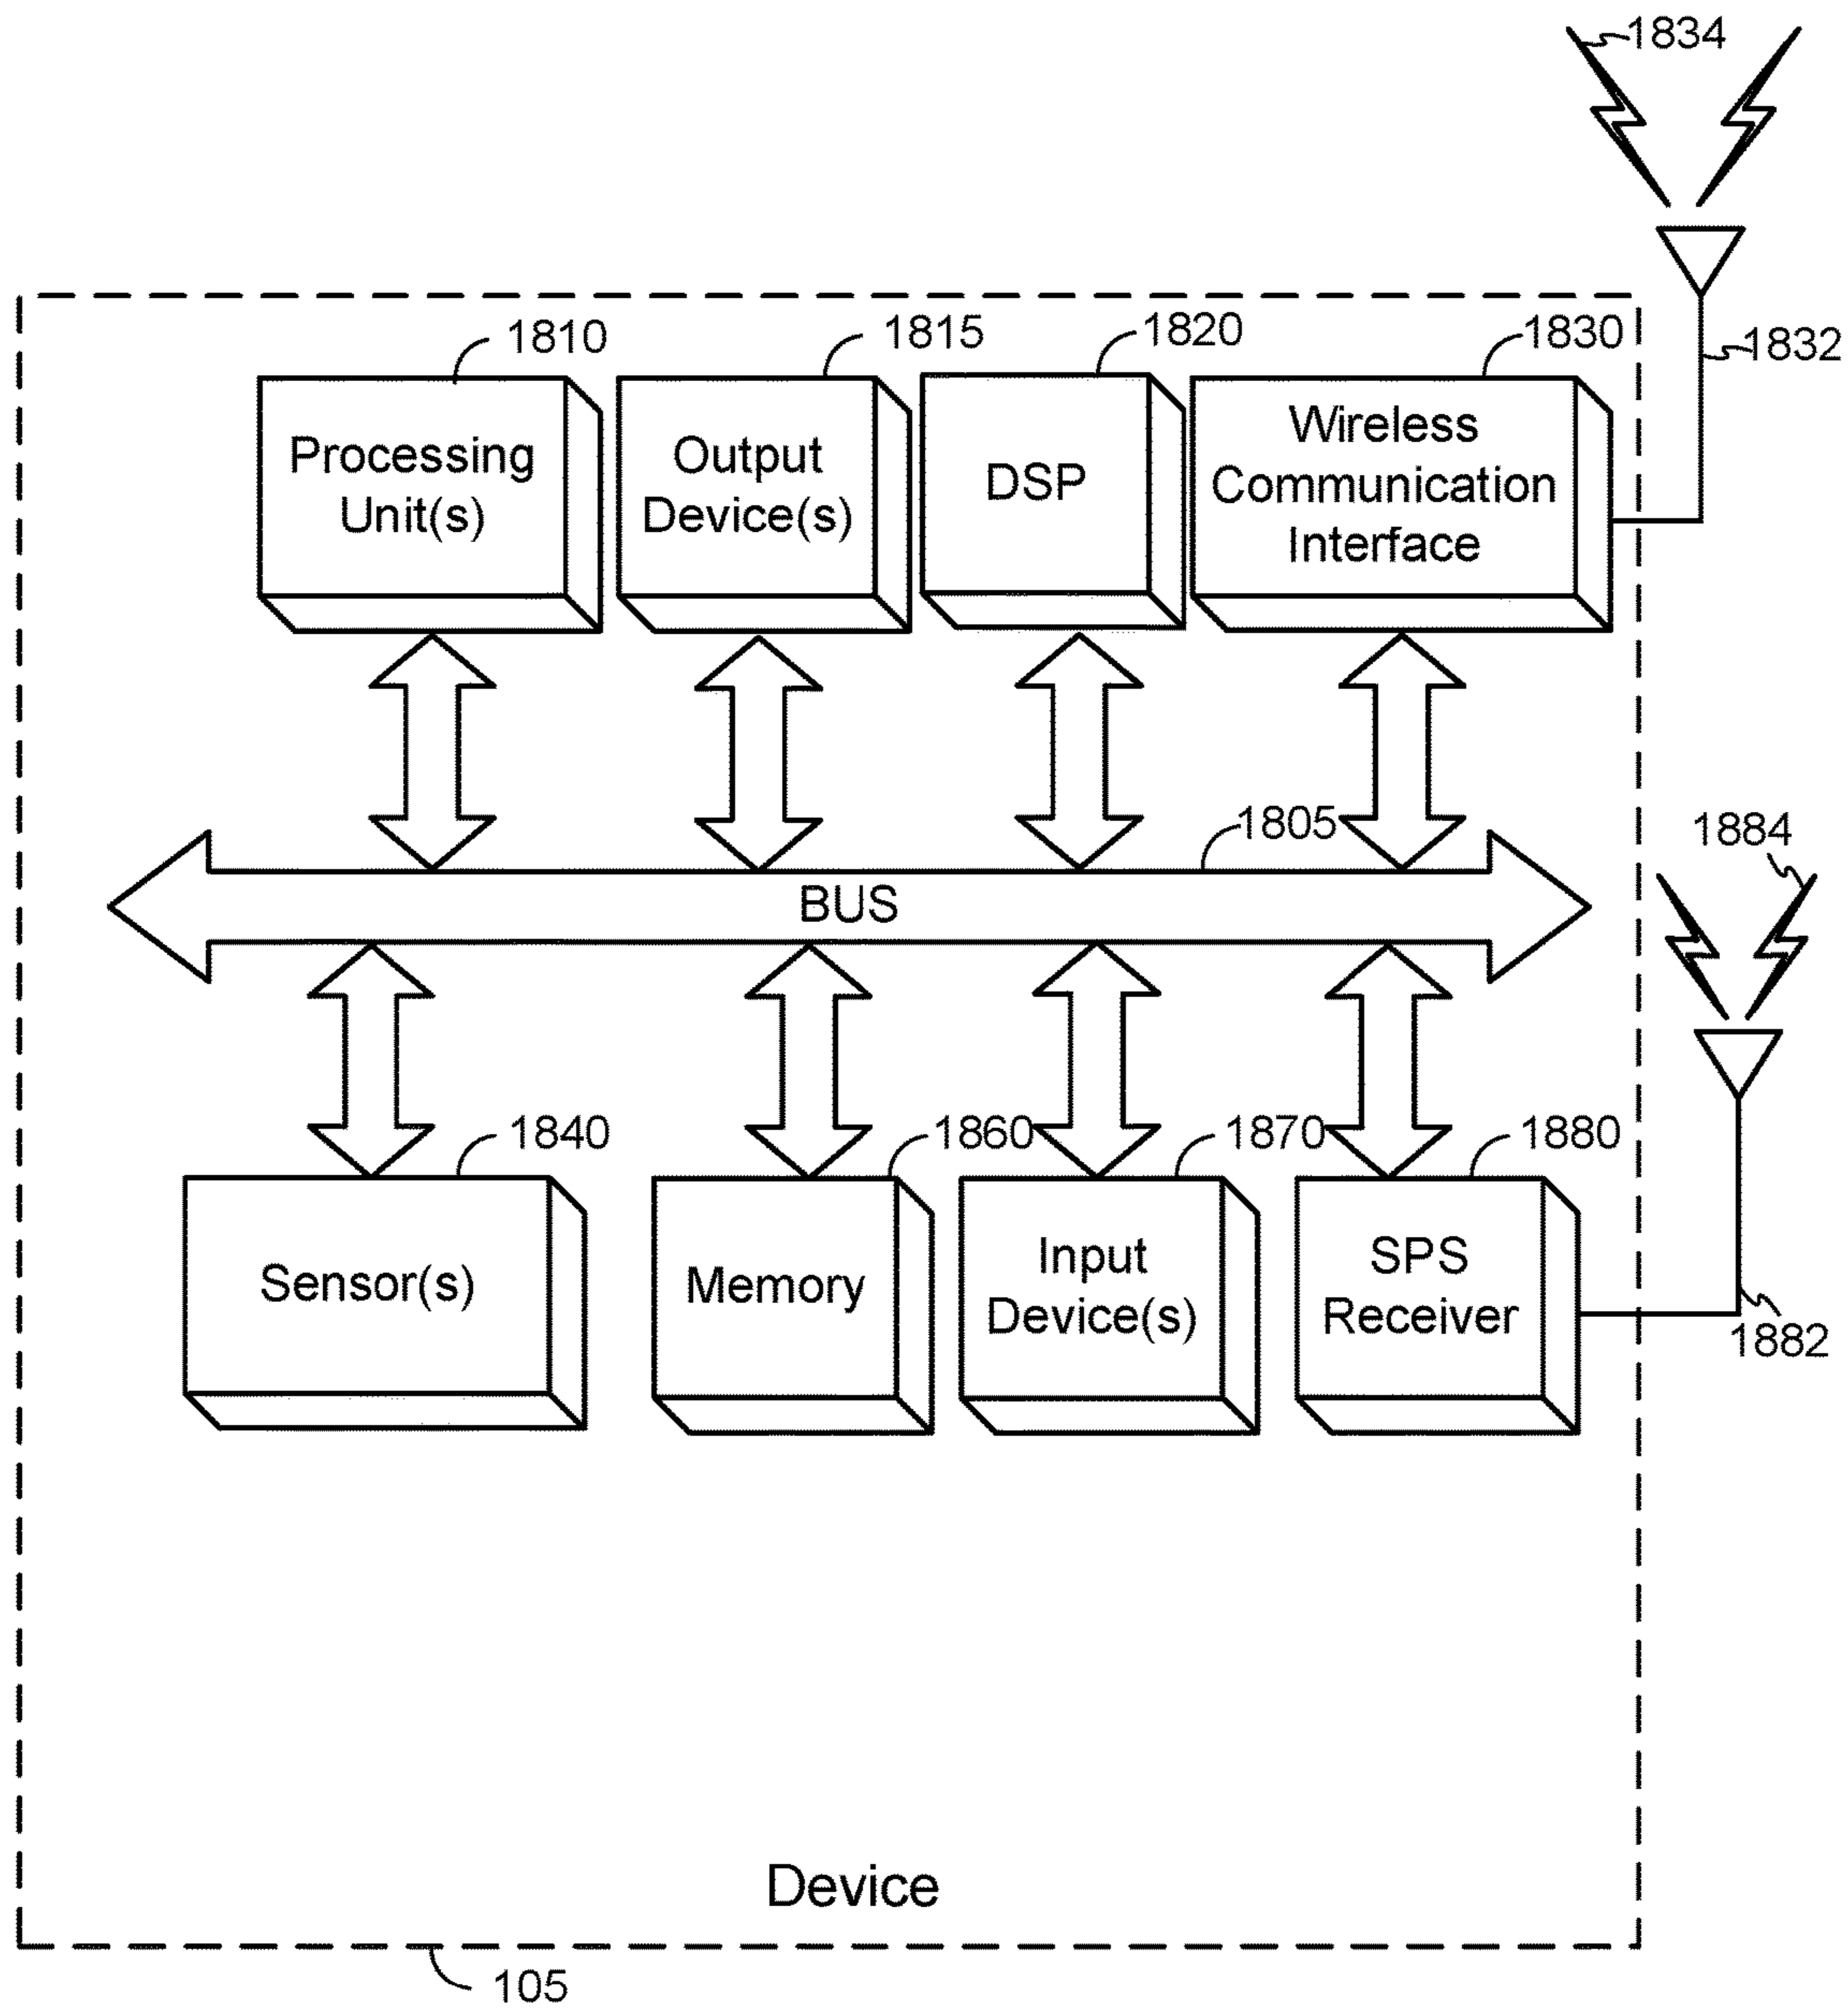 1834
1832
1810
1815
1820
1830
Processing
Unit(s)
Output
Device(s)
DSP
Wireless
Communication
Interface
1805
BUS
1884
1840
1860
1870
1880
Sensor(s)
Memory
Input
Device(s)
SPS
Receiver
1882
Device
105